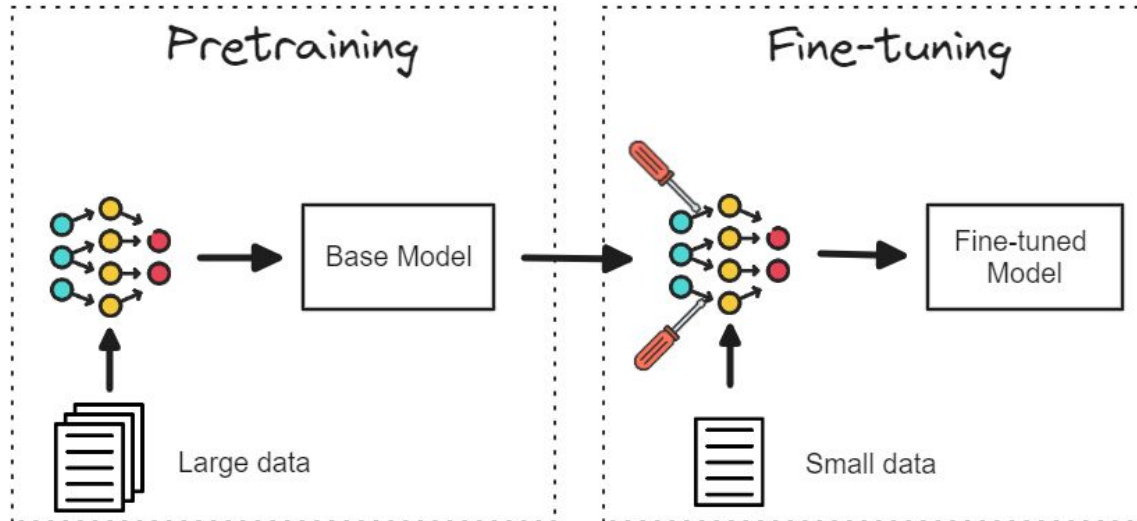 Pretraining
Base Model
Large data
Fine-tuning
Fine-tuned
Model
Small data